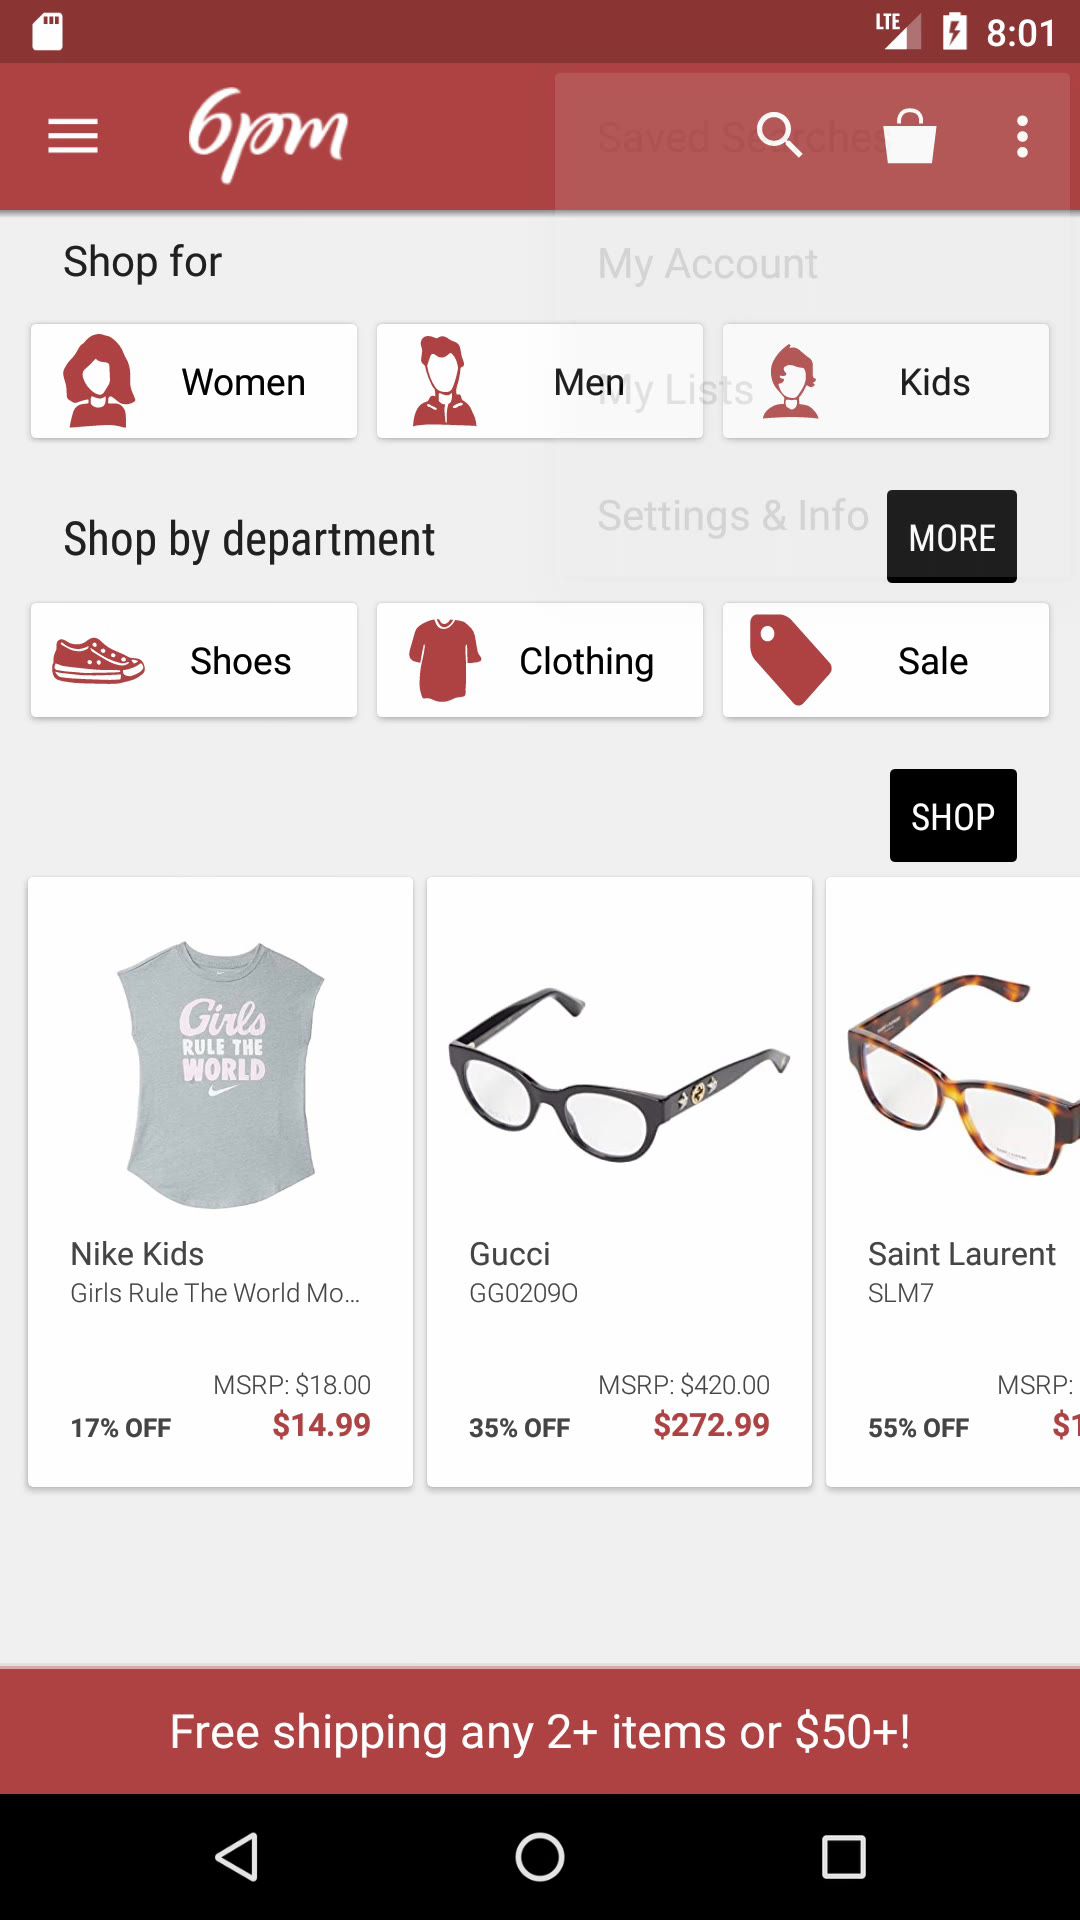 LTE 8:01
6pm
Saved Searches
Shop for
My Account
Women
Men
My Lists
Kids
Shop by department
Settings & Info
MORE
Shoes
Clothing
Sale
SHOP
Girls
RULE THE
WORLD
Nike Kids
Girls Rule The World Mo...
MSRP: $18.00
17% OFF $14.99
Gucci
GG0209O
MSRP: $420.00
35% OFF $272.99
Saint Laurent
SLM7
MSRP:
55% OFF $1
Free shipping any 2+ items or $50+!